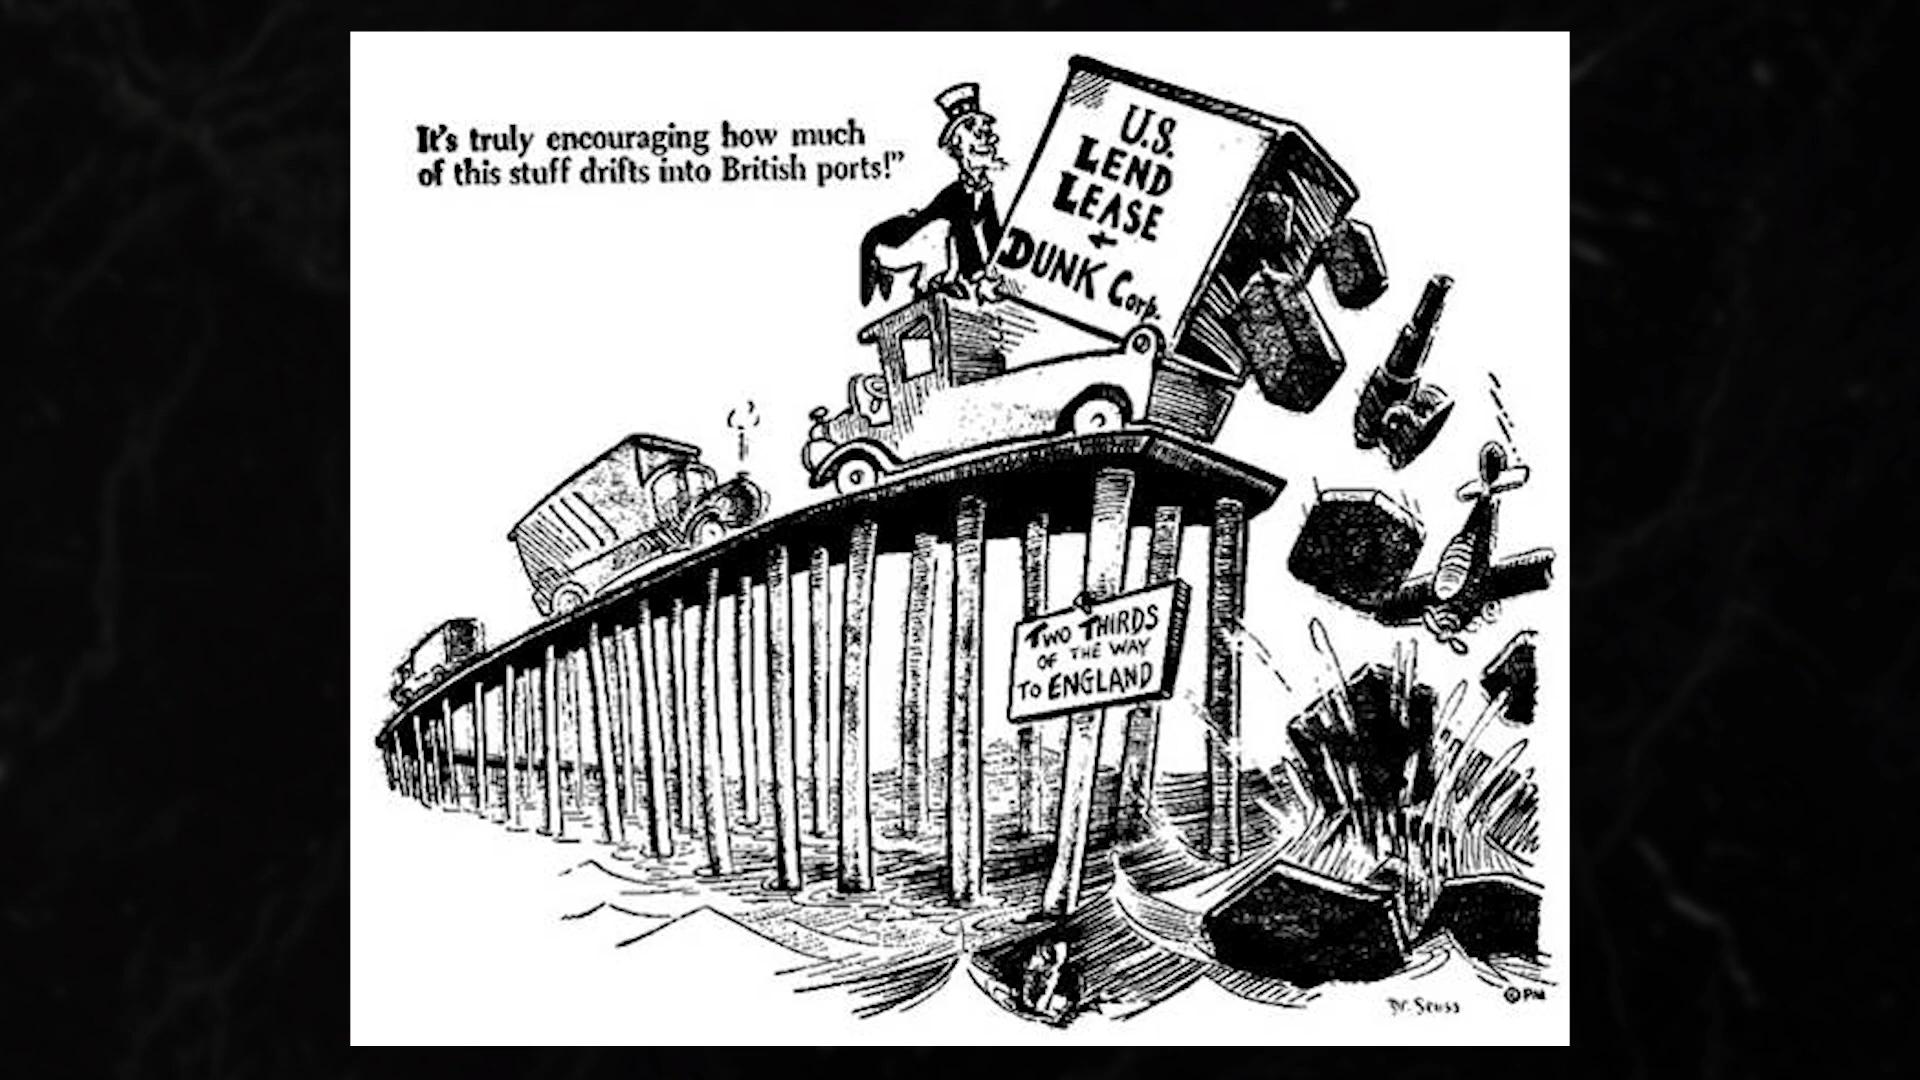 It's truly encouraging how much
of this stuff drifts into British ports!”
U.S.
LEND
LEASE
+
DUNK Corp.
TWO THIRDS
OF THE WAY
TO ENGLAND
Dr. Seuss
© PM